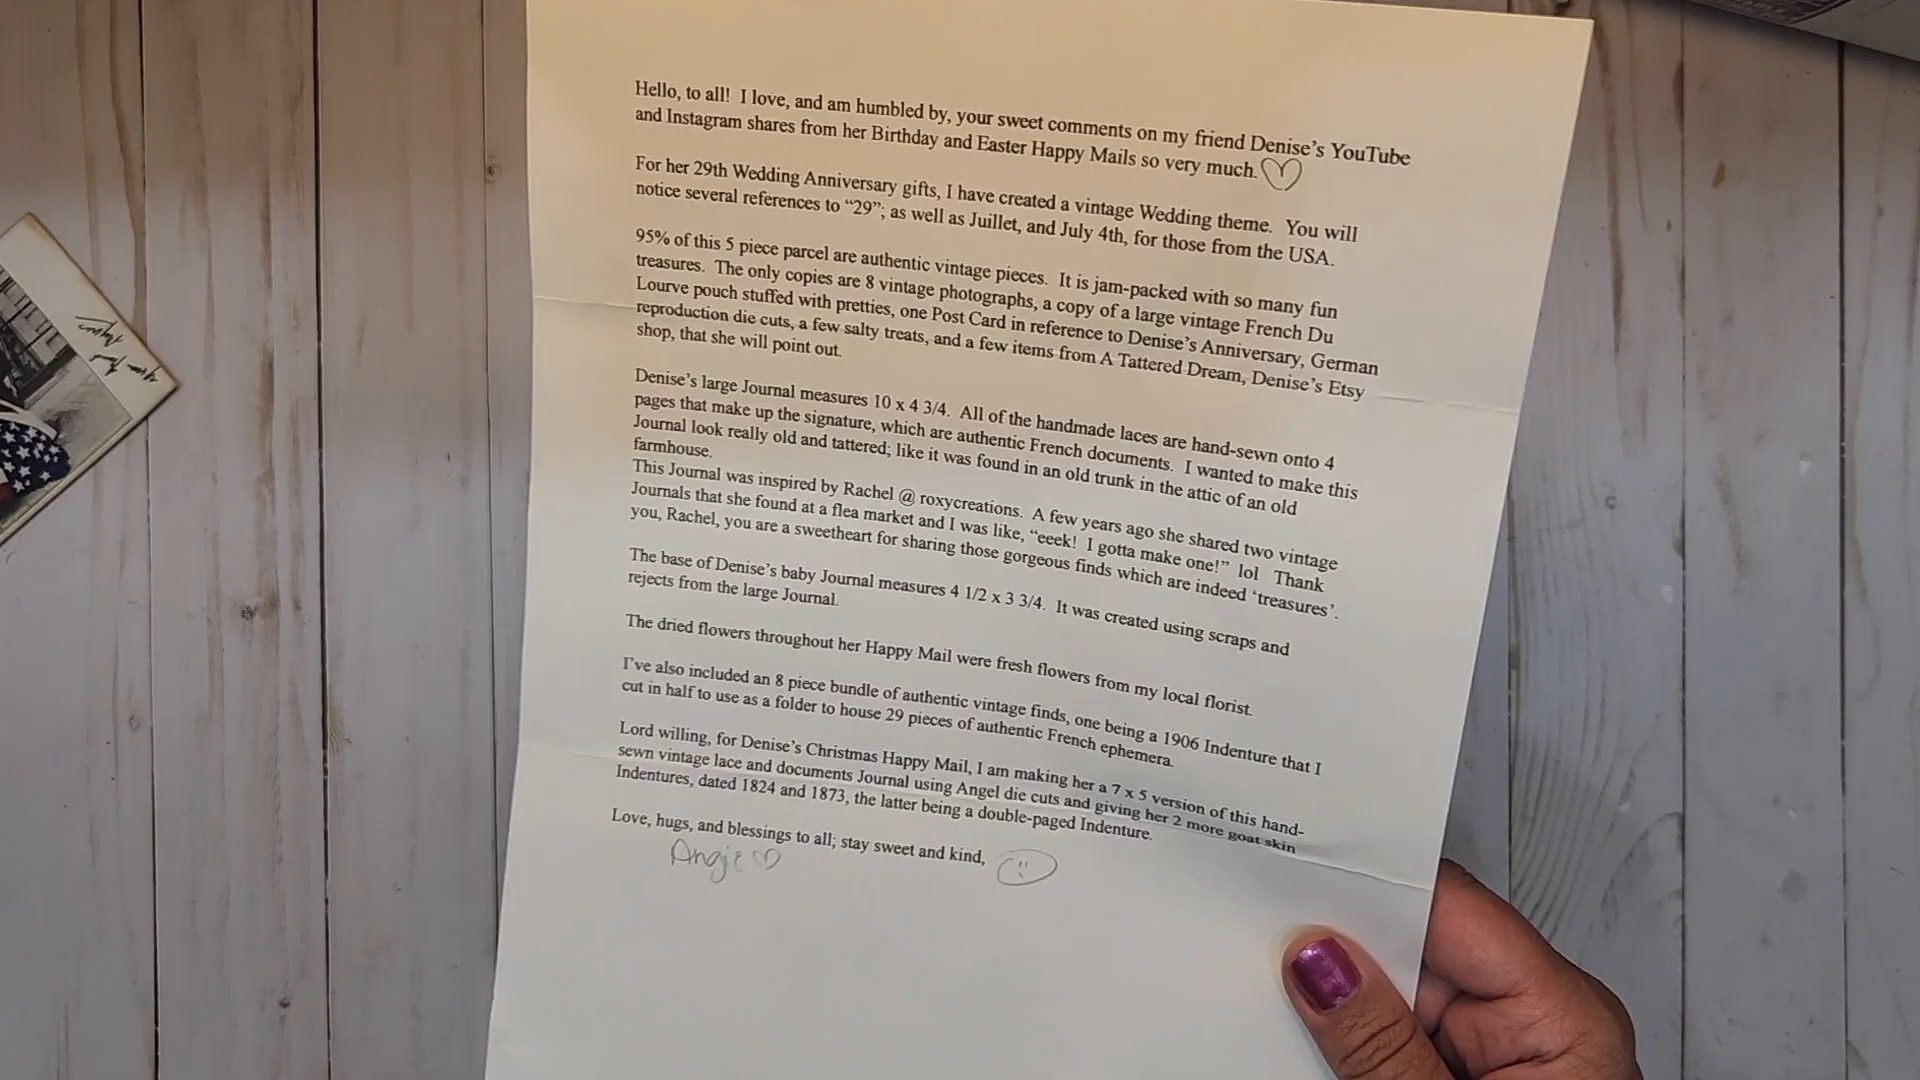 Hello, to all! I love, and am humbled by, your sweet comments on my friend Denise's YouTube
and Instagram shares from her Birthday and Easter Happy Mails so very much.
For her 29th Wedding Anniversary gifts, I have created a vintage Wedding theme. You will
notice several references to “29”; as well as Juillet, and July 4th, for those from the USA.
95% of this 5 piece parcel are authentic vintage pieces. It is jam-packed with so many fun
treasures. The only copies are 8 vintage photographs, a copy of a large vintage French Du
Lourve pouch stuffed with pretties, one Post Card in reference to Denise's Anniversary, German
reproduction die cuts, a few salty treats, and a few items from A Tattered Dream, Denise's Etsy
shop, that she will point out.
Denise's large Journal measures 10 x 4 3/4. All of the handmade laces are hand-sewn onto 4
pages that make up the signature, which are authentic French documents. I wanted to make this
Journal look really old and tattered; like it was found in an old trunk in the attic of an old
farmhouse.
This Journal was inspired by Rachel @ roxycreations. A few years ago she shared two vintage
Journals that she found at a flea market and I was like, “eeek! I gotta make one!” lol Thank
you, Rachel, you are a sweetheart for sharing those gorgeous finds which are indeed ‘treasures’.
The base of Denise's baby Journal measures 4 1/2 x 3 3/4. It was created using scraps and
rejects from the large Journal.
The dried flowers throughout her Happy Mail were fresh flowers from my local florist.
I've also included an 8 piece bundle of authentic vintage finds, one being a 1906 Indenture that I
cut in half to use as a folder to house 29 pieces of authentic French ephemera.
Lord willing, for Denise's Christmas Happy Mail, I am making her a 7 x 5 version of this hand-
sewn vintage lace and documents Journal using Angel die cuts and giving her 2 more goat skin
Indentures, dated 1824 and 1873, the latter being a double-paged Indenture.
Love, hugs, and blessings to all; stay sweet and kind,
Angie